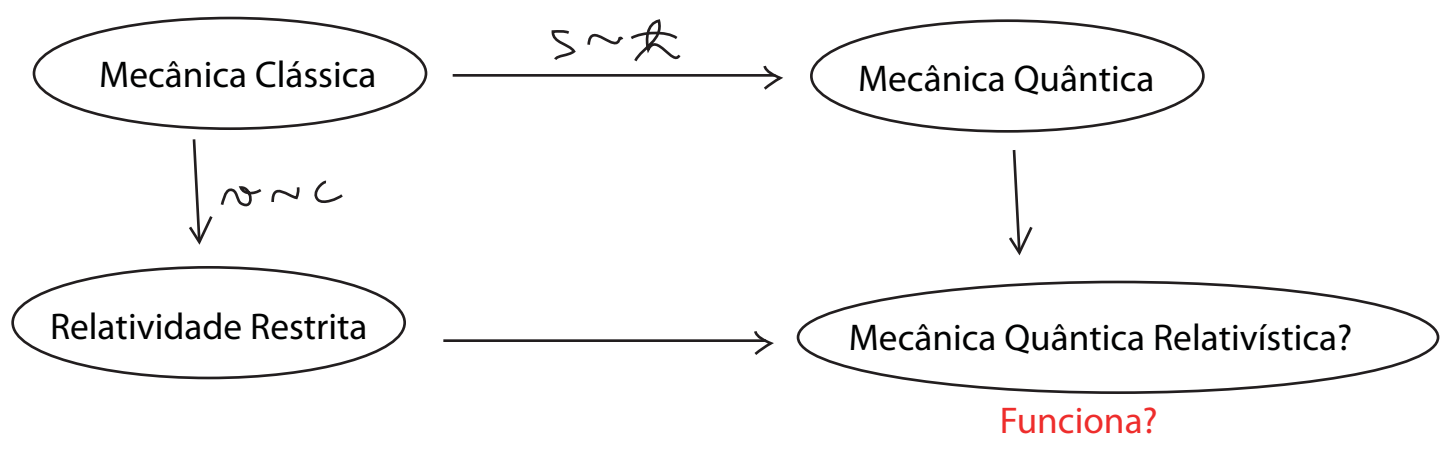 S ~ ħ
Mecânica Clássica
Mecânica Quântica
v ~ c
Relatividade Restrita
Mecânica Quântica Relativística?
Funciona?